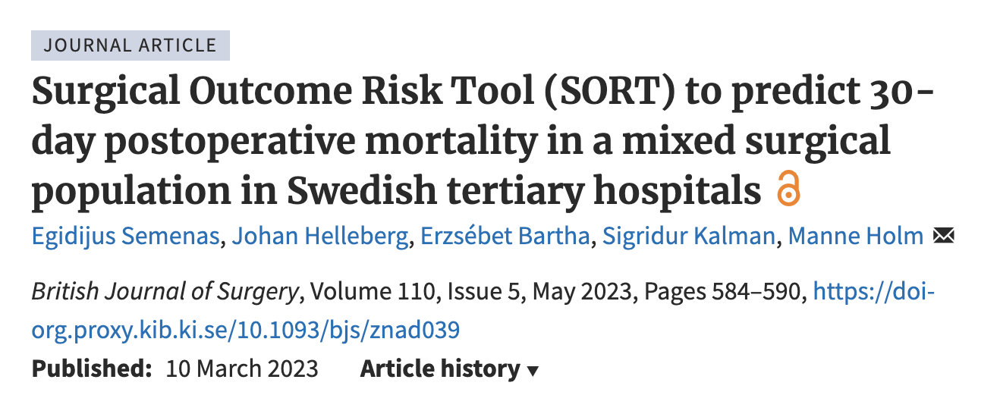 JOURNAL ARTICLE
Surgical Outcome Risk Tool (SORT) to predict 30-
day postoperative mortality in a mixed surgical
population in Swedish tertiary hospitals
Egidijus Semenas, Johan Helleberg, Erzsébet Bartha, Sigridur Kalman, Manne Holm
British Journal of Surgery, Volume 110, Issue 5, May 2023, Pages 584–590, https://doi-
org.proxy.kib.ki.se/10.1093/bjs/znad039
Published: 10 March 2023 Article history ▾